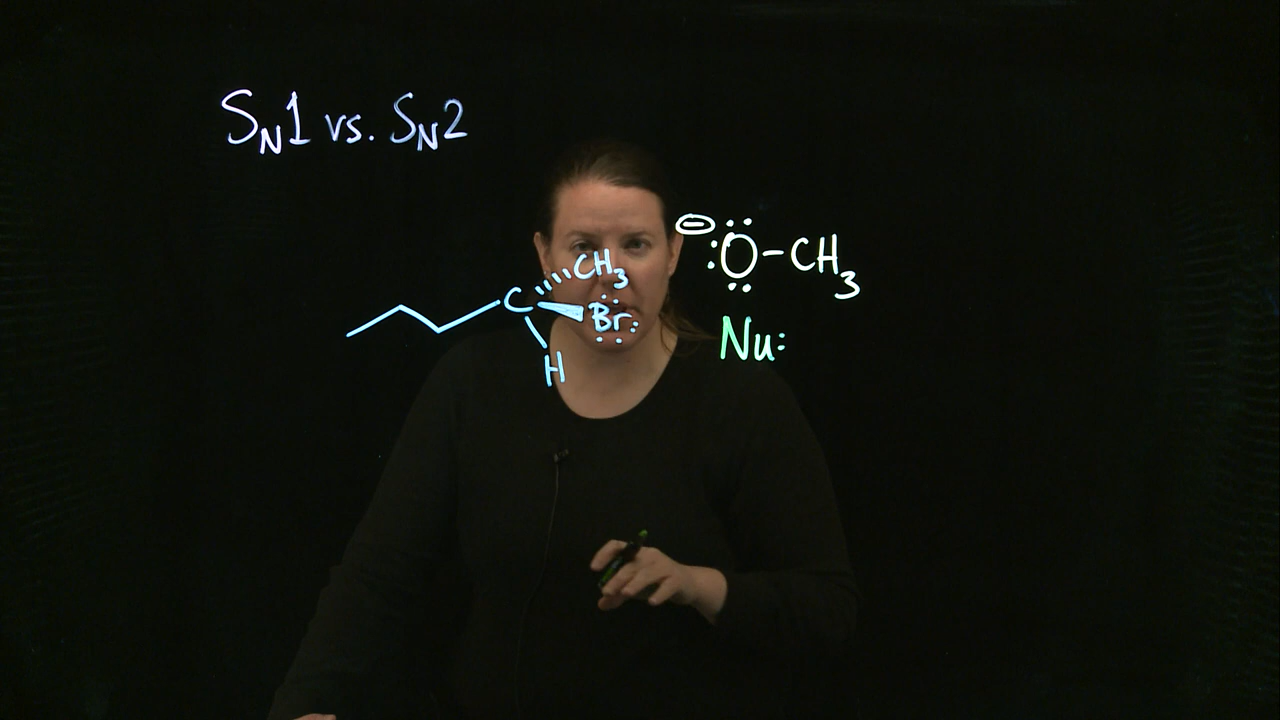 SN1 vs. SN2
⊖ :Ö:–CH3
C CH3
Br:
H
Nu: